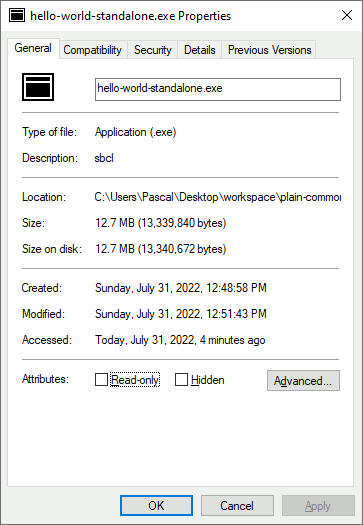 hello-world-standalone.exe Properties
General Compatibility Security Details Previous Versions
hello-world-standalone.exe
Type of file: Application (.exe)
Description: sbcl
Location: C:\Users\Pascal\Desktop\workspace\plain-commor
Size: 12.7 MB (13,339,840 bytes)
Size on disk: 12.7 MB (13,340,672 bytes)
Created: Sunday, July 31, 2022, 12:48:58 PM
Modified: Sunday, July 31, 2022, 12:51:43 PM
Accessed: Today, July 31, 2022, 4 minutes ago
Attributes: Read-only Hidden Advanced...
OK Cancel Apply